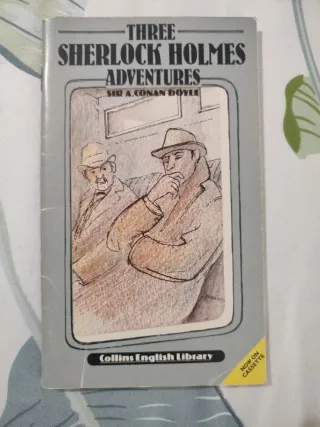 THREE
SHERLOCK HOLMES
ADVENTURES
SIR A. CONAN DOYLE
Collins English Library
NOW ON
CASSETTE